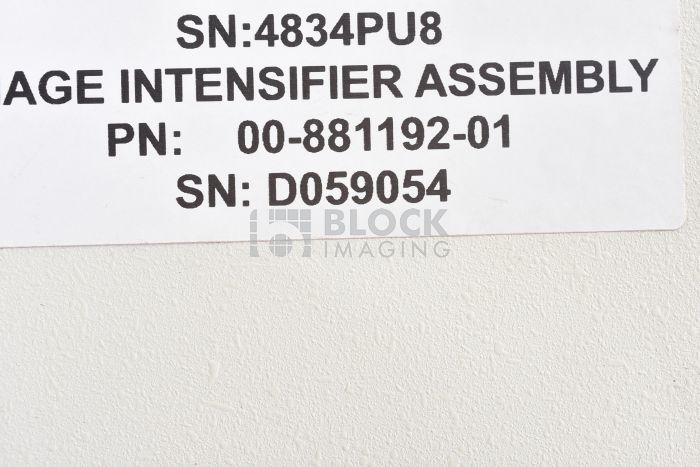 SN:4834PU8
AGE INTENSIFIER ASSEMBLY
PN: 00-881192-01
SN: D059054
BLOCK
IMAGING